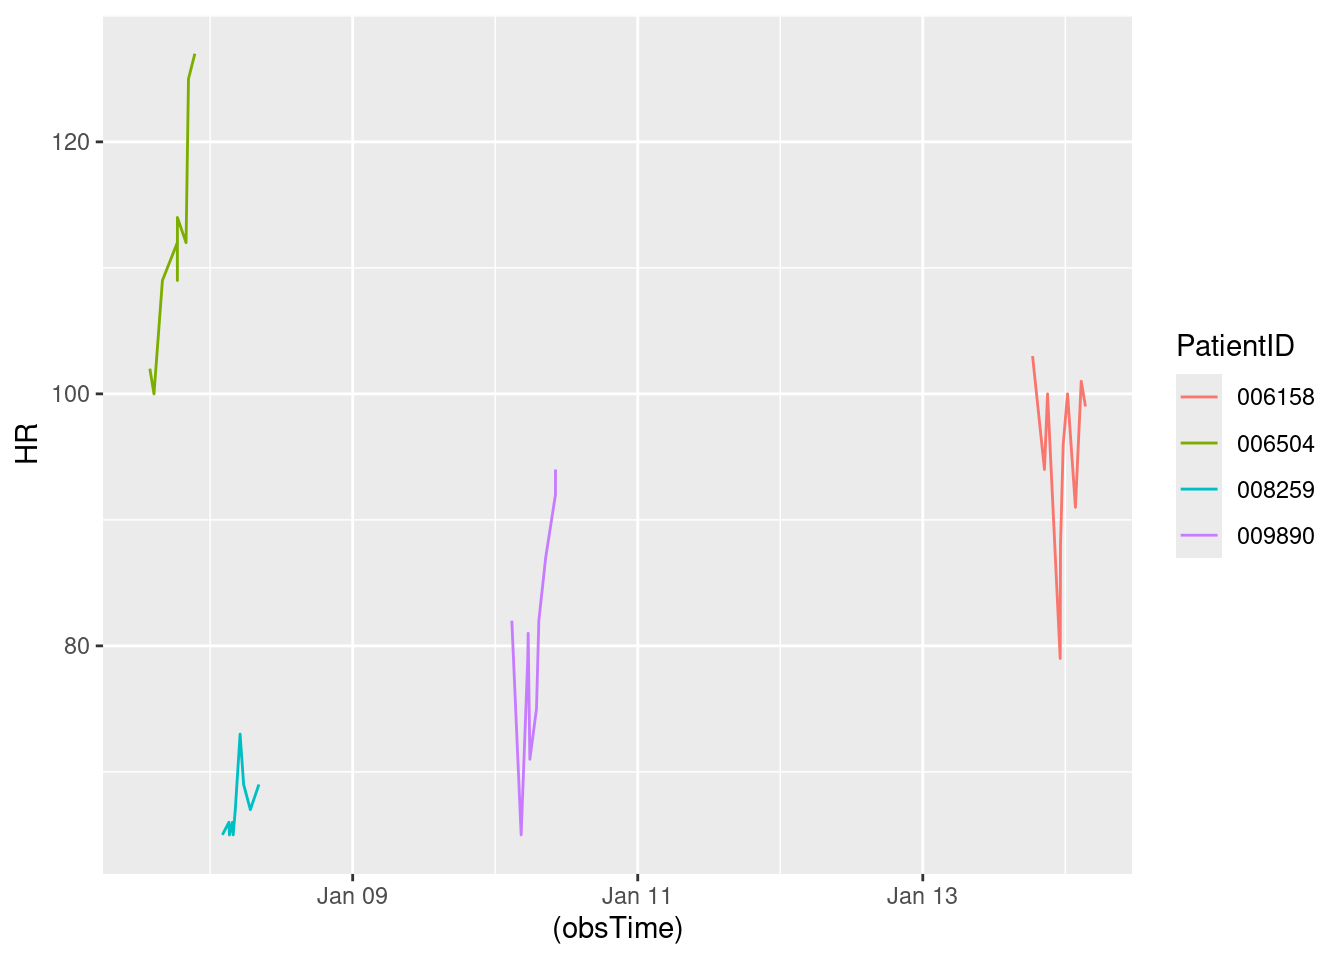 120
100
80
HR
Jan 09
Jan 11
Jan 13
(obsTime)
PatientID
006158
006504
008259
009890